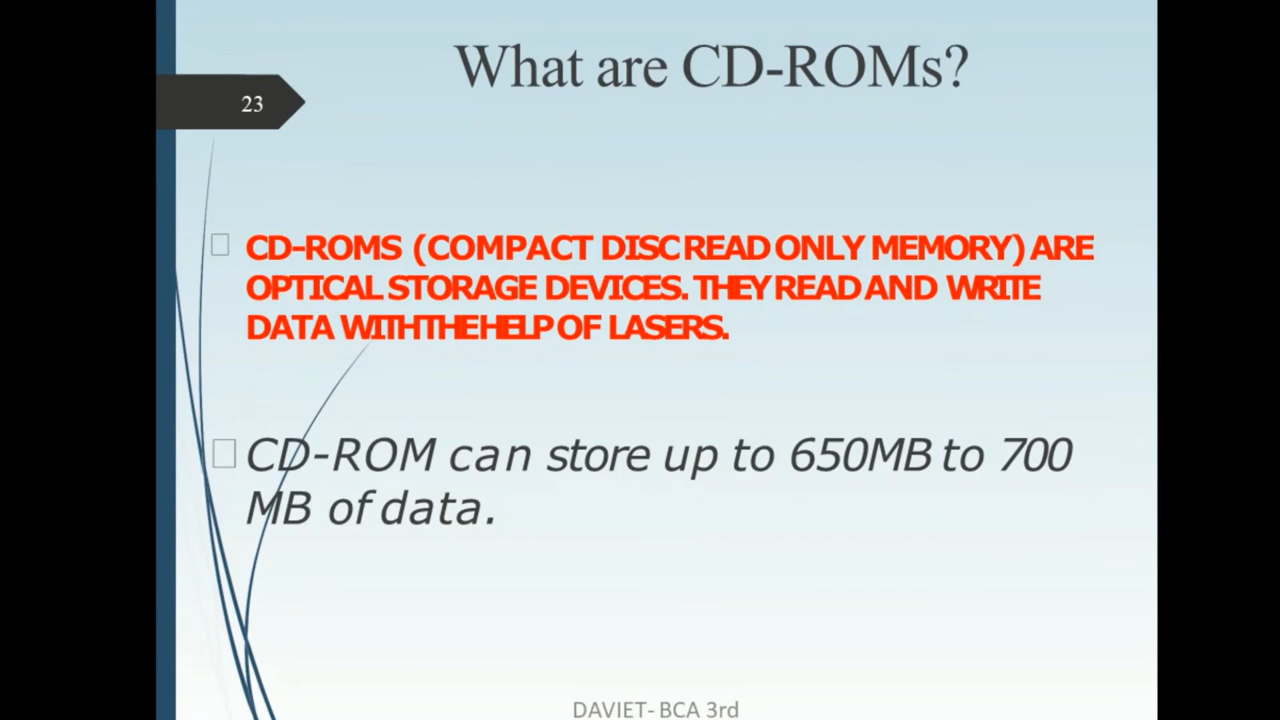 What are CD-ROMs?
23
CD-ROMS (COMPACT DISC READ ONLY MEMORY) ARE
OPTICAL STORAGE DEVICES. THEY READ AND WRITE
DATA WITH THE HELP OF LASERS.
CD-ROM can store up to 650MB to 700
MB of data.
DAVIET- BCA 3rd